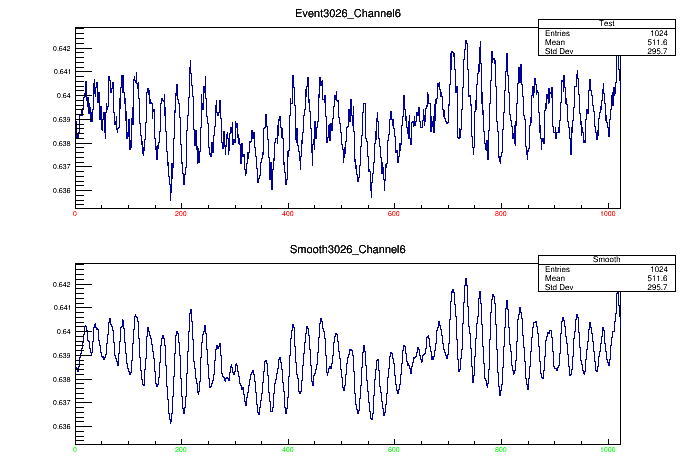 Event3026_Channel6
Test
Entries 1024
Mean 511.6
Std Dev 295.7
0.642
0.641
0.64
0.639
0.638
0.637
0.636
0 200 400 600 800 1000
Smooth3026_Channel6
Smooth
Entries 1024
Mean 511.6
Std Dev 295.7
0.642
0.641
0.64
0.639
0.638
0.637
0.636
0 200 400 600 800 1000